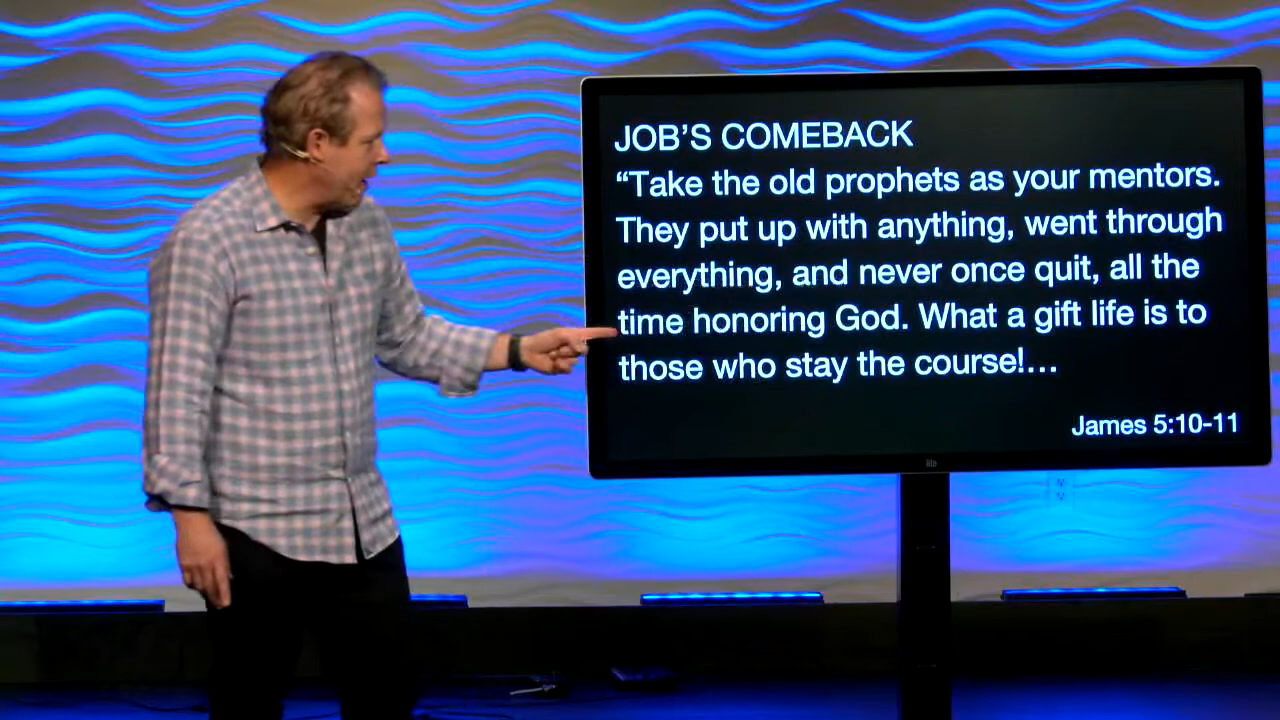 JOB’S COMEBACK
“Take the old prophets as your mentors.
They put up with anything, went through
everything, and never once quit, all the
time honoring God. What a gift life is to
those who stay the course!...
James 5:10-11
elo